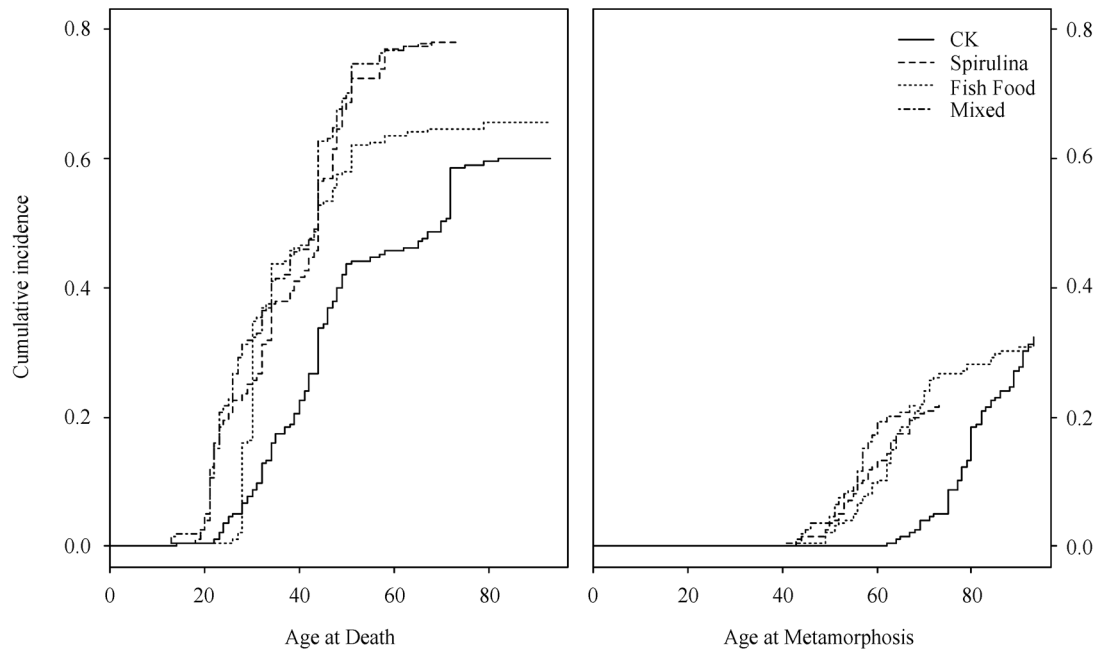 Cumulative incidence
0.8
0.6
0.4
0.2
0.0
0 20 40 60 80
Age at Death
CK
Spirulina
Fish Food
Mixed
0.8
0.6
0.4
0.2
0.0
0 20 40 60 80
Age at Metamorphosis